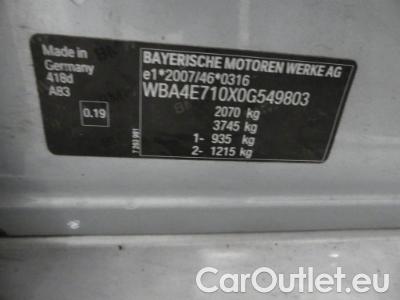 Made in
Germany
418d
A83
0.19
BAYERISCHE MOTOREN WERKE AG
e1*2007/46*0316
WBA4E710X0G549803
2070 kg
3745 kg
1- 935 kg
2- 1215 kg
CarOutlet.eu